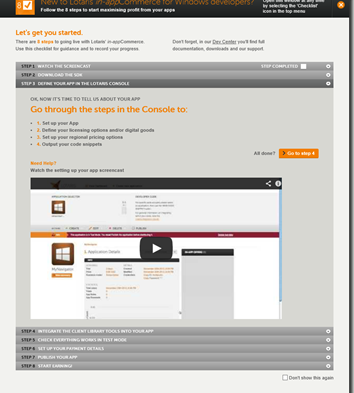 New to Lotaris' in-appCommerce for Windows developers?
Follow the 8 steps to start maximising profit from your apps
by selecting the 'Checklist'
icon in the top menu
Let's get you started.
There are 8 steps to going live with Lotaris' in-appCommerce.
Use this checklist for guidance and to record your progress.
Don't forget, in our Dev Center you'll find full
documentation, downloads and our support.
STEP 1 WATCH THE SCREENCAST
STEP COMPLETED
STEP 2 DOWNLOAD THE SDK
STEP 3 DEFINE YOUR APP IN THE LOTARIS CONSOLE
OK, NOW IT'S TIME TO TELL US ABOUT YOUR APP
Go through the steps in the Console to:
1. Set up your App
2. Define your licensing options and/or digital goods
3. Set up your regional pricing options
4. Output your code snippets
All done?
Go to step 4
Need Help?
Watch the setting up your app screencast
Application Details
MyNavigator
STEP 4 INTEGRATE THE CLIENT LIBRARY TOOLS INTO YOUR APP
STEP 5 CHECK EVERYTHING WORKS IN TEST MODE
STEP 6 SET UP YOUR PAYMENT DETAILS
STEP 7 PUBLISH YOUR APP
STEP 8 START EARNING!
Don't show this again